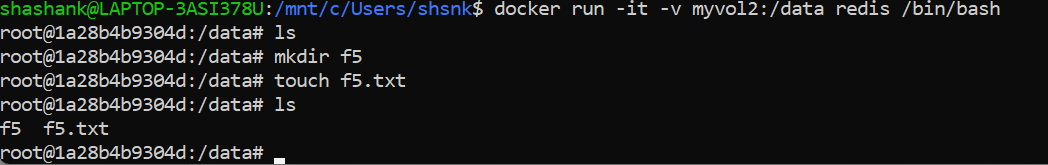 shashank@LAPTOP-3ASI378U:/mnt/c/Users/shsnk$ docker run -it -v myvol2:/data redis /bin/bash
root@1a28b4b9304d:/data# ls
root@1a28b4b9304d:/data# mkdir f5
root@1a28b4b9304d:/data# touch f5.txt
root@1a28b4b9304d:/data# ls
f5  f5.txt
root@1a28b4b9304d:/data#